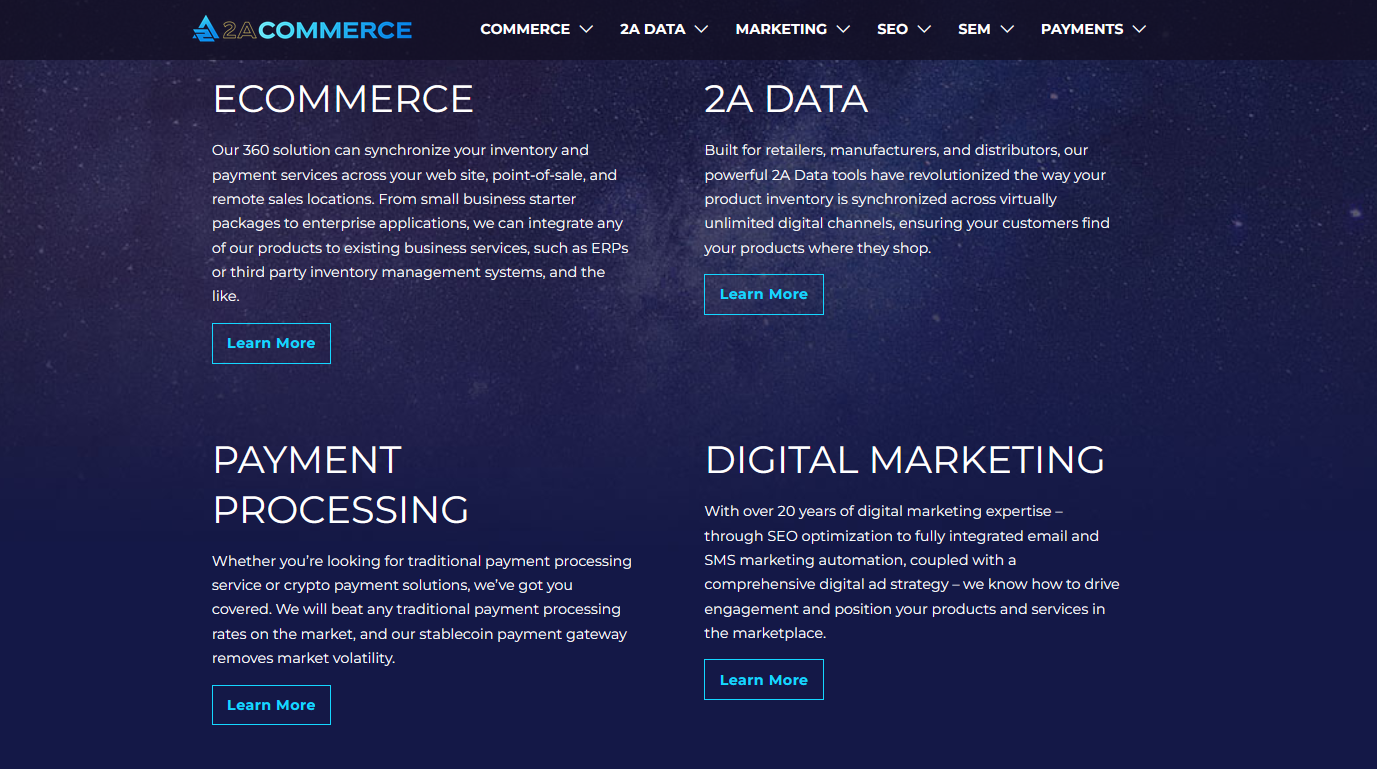 2ACOMMERCE
COMMERCE
2A DATA
MARKETING
SEO
SEM
PAYMENTS
ECOMMERCE
Our 360 solution can synchronize your inventory and
payment services across your web site, point-of-sale, and
remote sales locations. From small business starter
packages to enterprise applications, we can integrate any
of our products to existing business services, such as ERPs
or third party inventory management systems, and the
like.
Learn More
2A DATA
Built for retailers, manufacturers, and distributors, our
powerful 2A Data tools have revolutionized the way your
product inventory is synchronized across virtually
unlimited digital channels, ensuring your customers find
your products where they shop.
Learn More
PAYMENT
PROCESSING
Whether you’re looking for traditional payment processing
service or crypto payment solutions, we’ve got you
covered. We will beat any traditional payment processing
rates on the market, and our stablecoin payment gateway
removes market volatility.
Learn More
DIGITAL MARKETING
With over 20 years of digital marketing expertise –
through SEO optimization to fully integrated email and
SMS marketing automation, coupled with a
comprehensive digital ad strategy – we know how to drive
engagement and position your products and services in
the marketplace.
Learn More